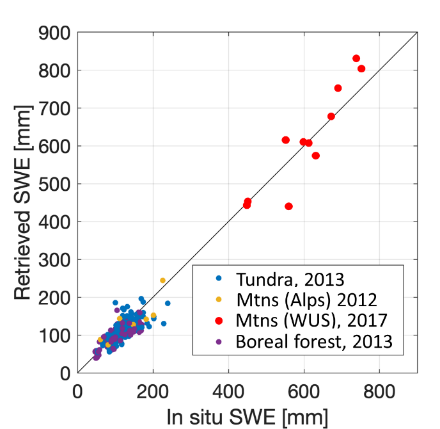 900
800
700
600
500
400
300
200
100
0
Retrieved SWE [mm]
Tundra, 2013
Mtns (Alps) 2012
Mtns (WUS), 2017
Boreal forest, 2013
0 200 400 600 800
In situ SWE [mm]